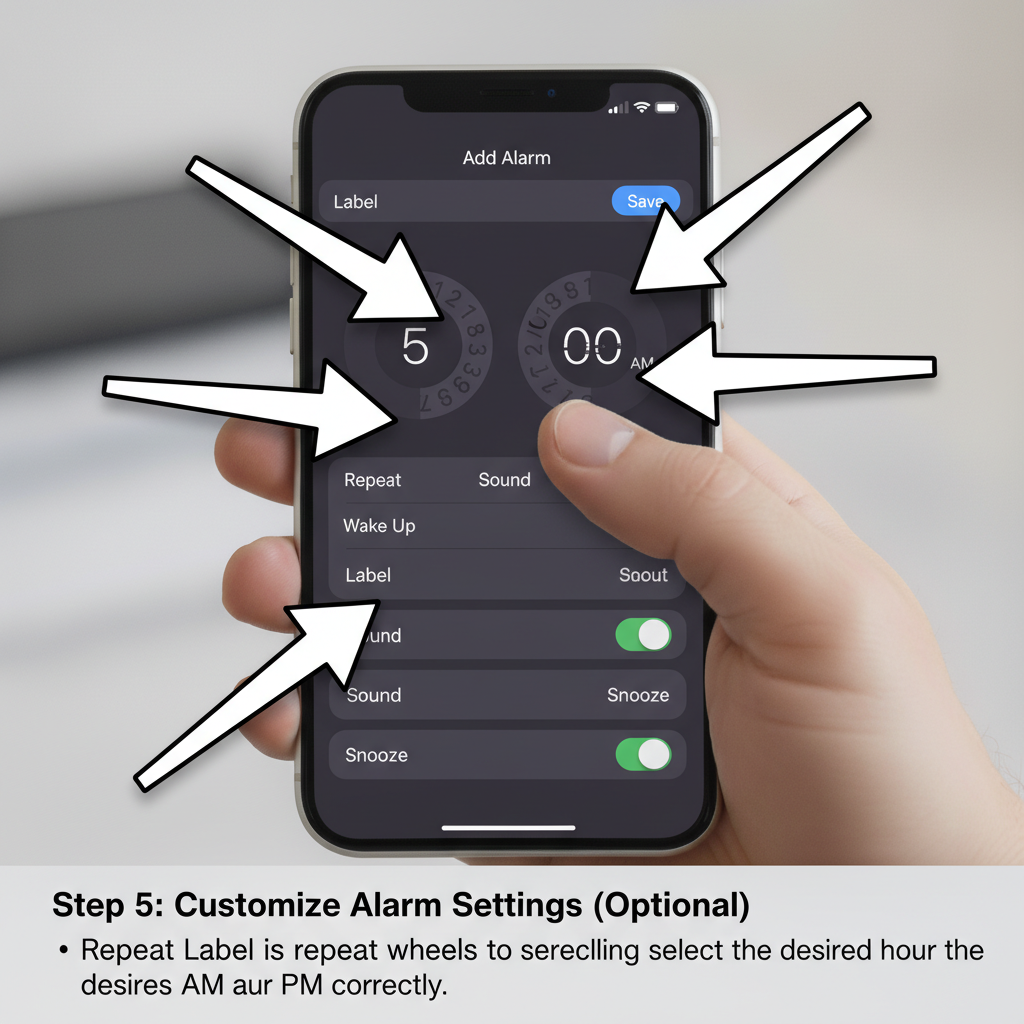 Add Alarm
Label Save
5 00 AM
Repeat Sound
Wake Up
Label Soout
Sound Snooze
Snooze
Step 5: Customize Alarm Settings (Optional)
• Repeat Label is repeat wheels to sereclling select the desired hour the
desires AM aur PM correctly.